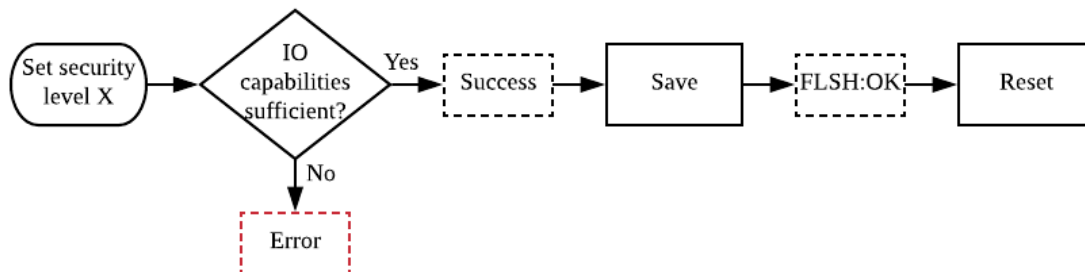 Set security
level X
IO
capabilities
sufficient?
Yes
Success
Save
FLSH:OK
Reset
No
Error